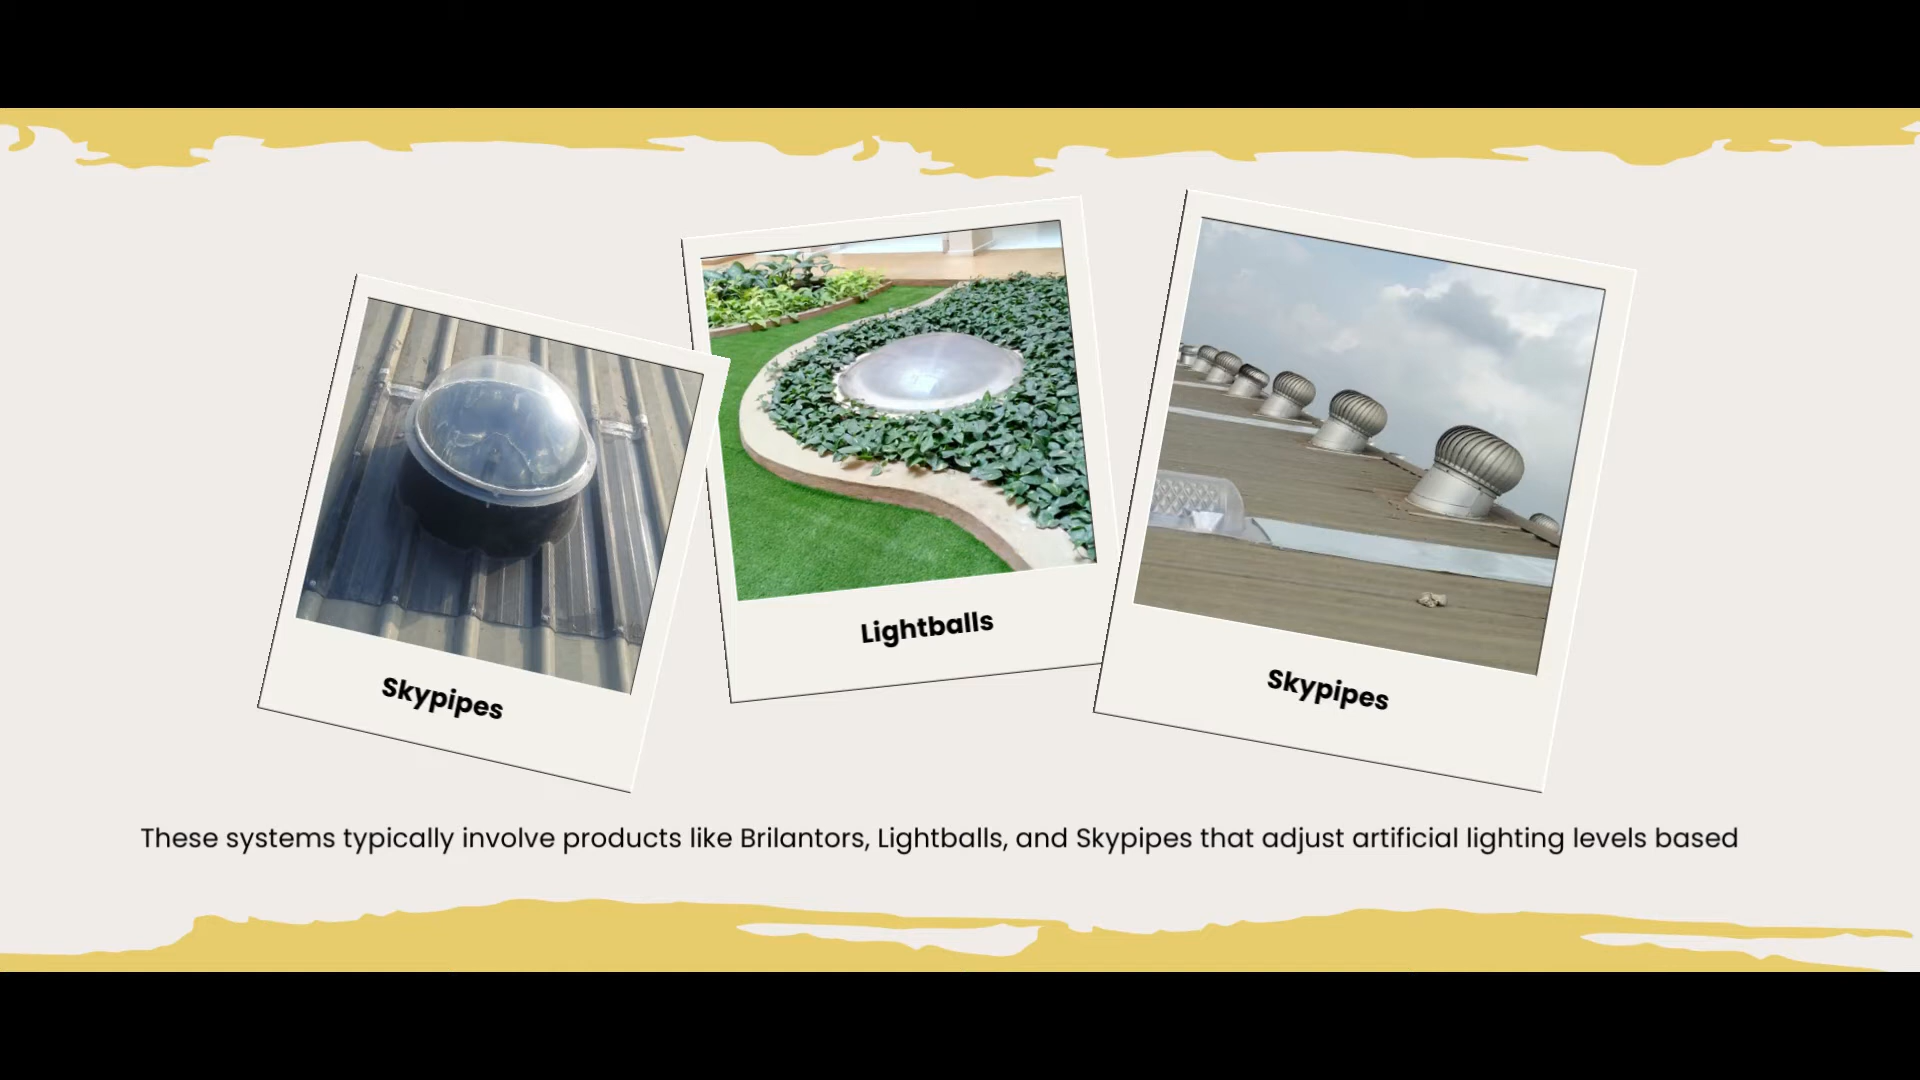 Skypipes
Lightballs
Skypipes
These systems typically involve products like Brilantors, Lightballs, and Skypipes that adjust artificial lighting levels based